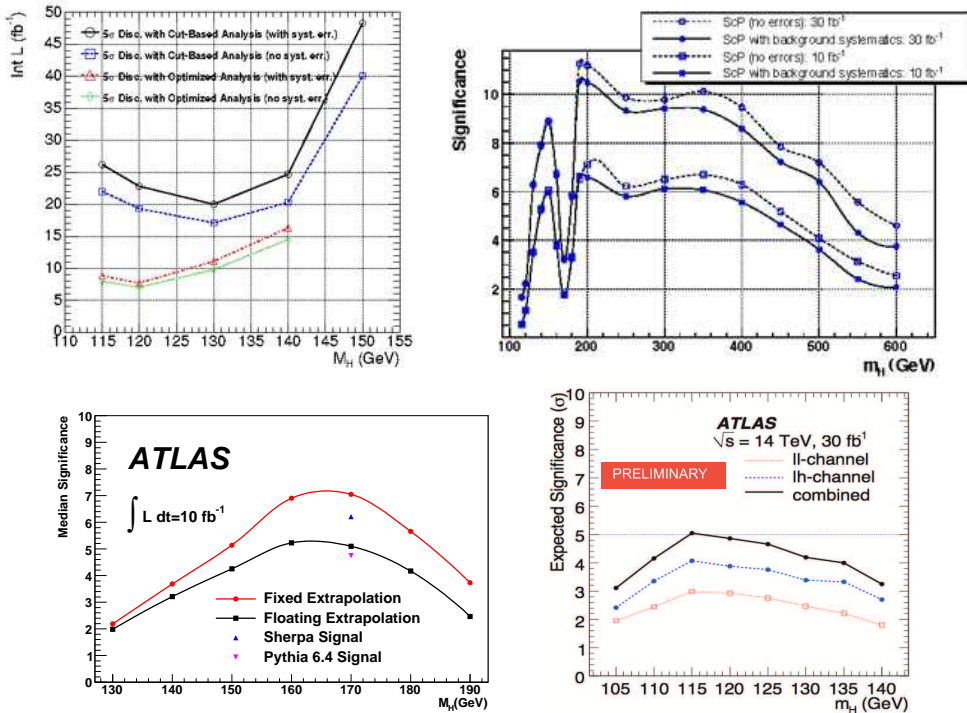 Int L (fb⁻¹)
50
45
40
35
30
25
20
15
10
5
0
5σ Disc. with Cut-Based Analysis (with syst. err.)
5σ Disc. with Cut-Based Analysis (no syst. err.)
5σ Disc. with Optimized Analysis (with syst. err.)
5σ Disc. with Optimized Analysis (no syst. err.)
110 115 120 125 130 135 140 145 150 155
M_H (GeV)
ScP (no errors): 30 fb⁻¹
ScP with background systematics: 30 fb⁻¹
ScP (no errors): 10 fb⁻¹
ScP with background systematics: 10 fb⁻¹
Significance
10
8
6
4
2
100 200 300 400 500 600
m_H (GeV)
Median Significance
10
9
8
7
6
5
4
3
2
1
0
ATLAS
∫ L dt=10 fb⁻¹
Fixed Extrapolation
Floating Extrapolation
Sherpa Signal
Pythia 6.4 Signal
130 140 150 160 170 180 190
M_H(GeV)
Expected Significance (σ)
10
9
8
7
6
5
4
3
2
1
0
ATLAS
√s = 14 TeV, 30 fb⁻¹
PRELIMINARY
ll-channel
lh-channel
combined
105 110 115 120 125 130 135 140
m_H (GeV)